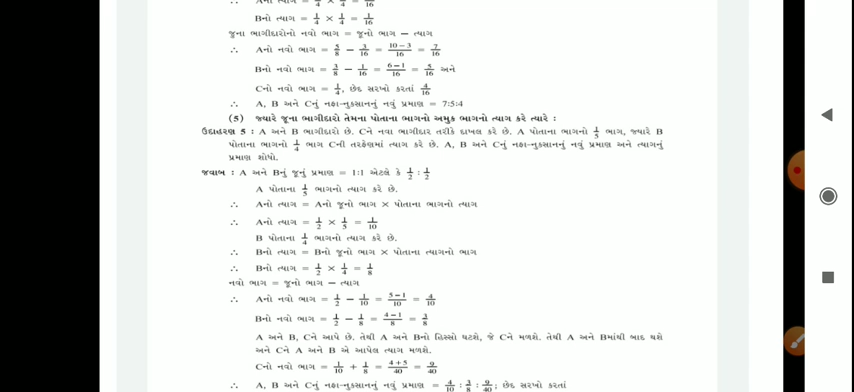 ∴ Aનો ત્યાગ = 3/4 × 1/4 = 3/16
Bનો ત્યાગ = 1/4 × 1/4 = 1/16
જૂના ભાગીદારોનો નવો ભાગ = જૂનો ભાગ – ત્યાગ
∴ Aનો નવો ભાગ = 5/8 – 3/16 = 10–3/16 = 7/16
Bનો નવો ભાગ = 3/8 – 1/16 = 6–1/16 = 5/16 અને
Cનો નવો ભાગ = 1/4, છેદ સરખો કરતાં 4/16
∴ A, B અને Cનું નફા-નુકસાનનું નવું પ્રમાણ = 7:5:4
(5) જ્યારે જૂના ભાગીદારો તેમના પોતાના ભાગનો અમુક ભાગનો ત્યાગ કરે ત્યારે :
ઉદાહરણ 5 : A અને B ભાગીદારો છે. Cને નવા ભાગીદાર તરીકે દાખલ કરે છે. A પોતાના ભાગનો 1/5 ભાગ, જ્યારે B
પોતાના ભાગનો 1/4 ભાગ Cની તરફેણમાં ત્યાગ કરે છે. A, B અને Cનું નફા-નુકસાનનું નવું પ્રમાણ અને ત્યાગનું
પ્રમાણ શોધો.
જવાબ : A અને Bનું જૂનું પ્રમાણ = 1:1 એટલે કે 1/2 : 1/2
A પોતાના 1/5 ભાગનો ત્યાગ કરે છે.
∴ Aનો ત્યાગ = Aનો જૂનો ભાગ × પોતાના ત્યાગનો ભાગ
∴ Aનો ત્યાગ = 1/2 × 1/5 = 1/10
B પોતાના 1/4 ભાગનો ત્યાગ કરે છે.
∴ Bનો ત્યાગ = Bનો જૂનો ભાગ × પોતાના ત્યાગનો ભાગ
∴ Bનો ત્યાગ = 1/2 × 1/4 = 1/8
નવો ભાગ = જૂનો ભાગ – ત્યાગ
∴ Aનો નવો ભાગ = 1/2 – 1/10 = 5–1/10 = 4/10
Bનો નવો ભાગ = 1/2 – 1/8 = 4–1/8 = 3/8
A અને B, Cને આપે છે. તેથી A અને Bનો હિસ્સો ઘટશે, જે Cને મળશે. તેથી A અને Bમાંથી બાદ થશે
અને Cને A અને B એ આપેલ ત્યાગ મળશે.
Cનો નવો ભાગ = 1/10 + 1/8 = 4+5/40 = 9/40
∴ A, B અને Cનું નફા-નુકસાનનું નવું પ્રમાણ = 4/10 : 3/8 : 9/40; છેદ સરખો કરતાં